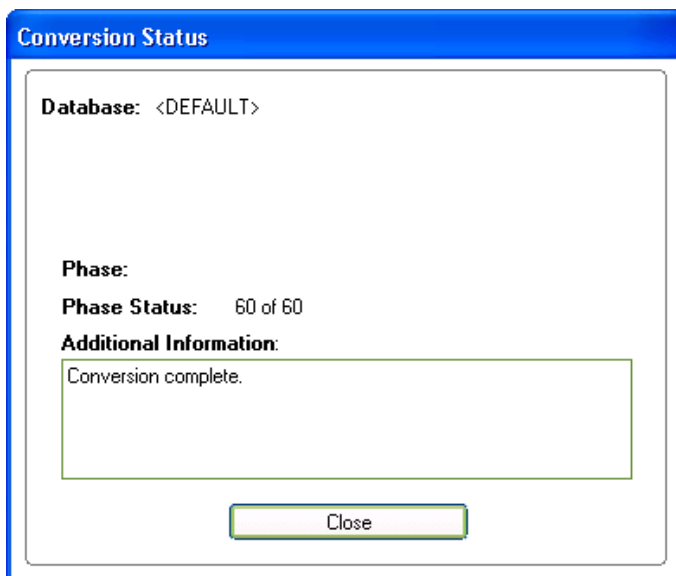 Conversion Status
Database: <DEFAULT>
Phase:
Phase Status: 60 of 60
Additional Information:
Conversion complete.
Close